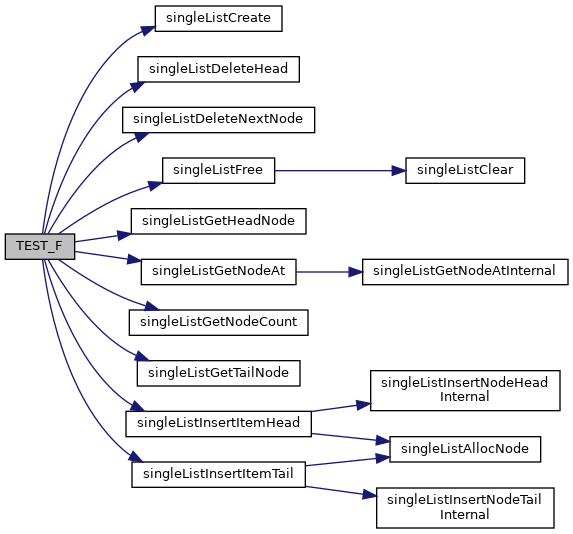 singleListCreate
singleListDeleteHead
singleListDeleteNextNode
singleListFree
singleListClear
singleListGetHeadNode
TEST_F
singleListGetNodeAt
singleListGetNodeAtInternal
singleListGetNodeCount
singleListGetTailNode
singleListInsertNodeHead
Internal
singleListInsertItemHead
singleListAllocNode
singleListInsertItemTail
singleListInsertNodeTail
Internal